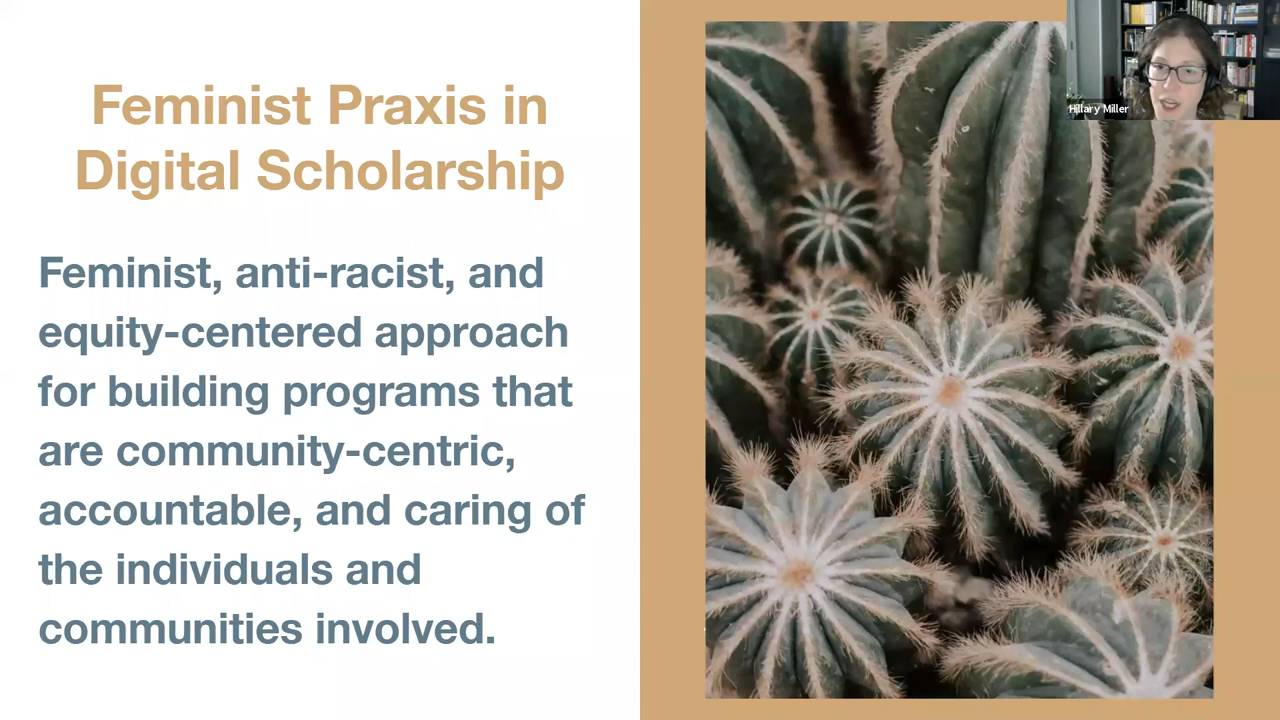 Feminist Praxis in
Digital Scholarship
Feminist, anti-racist, and
equity-centered approach
for building programs that
are community-centric,
accountable, and caring of
the individuals and
communities involved.
Hillary Miller